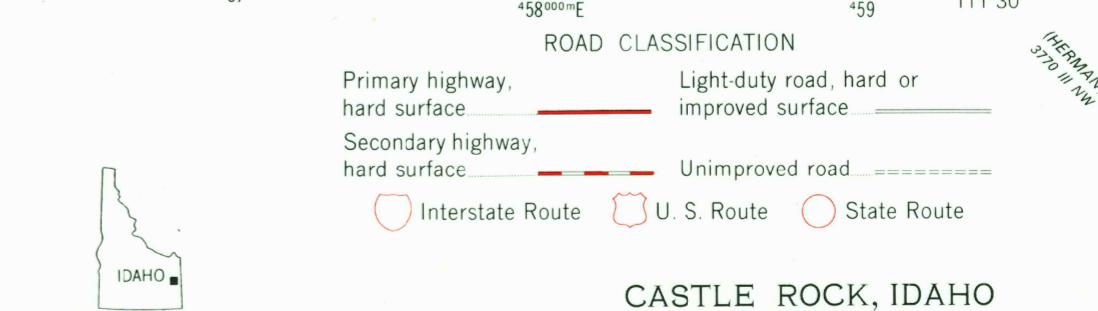 458000mE
459
ROAD CLASSIFICATION
Primary highway,
hard surface
Light-duty road, hard or
improved surface
Secondary highway,
hard surface
Unimproved road
Interstate Route
U. S. Route
State Route
(HERMAN
3770 III NW
IDAHO
CASTLE ROCK, IDAHO